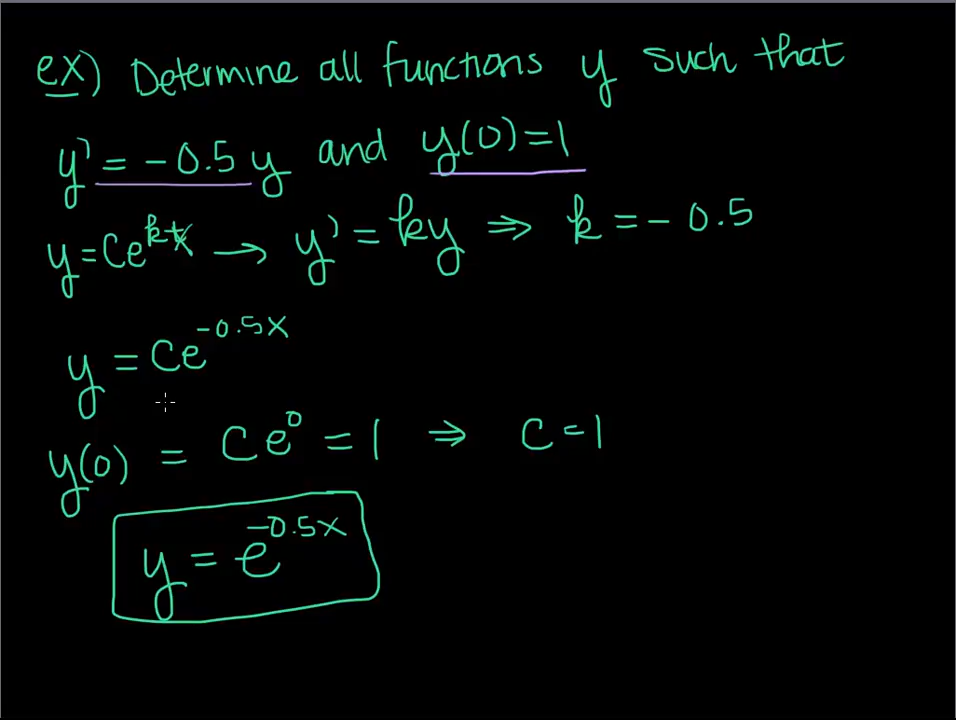 ex) Determine all functions y such that
y' = -0.5 y and y(0) = 1
y = Ce^{kx} → y' = ky ⇒ k = -0.5
y = Ce^{-0.5x}
y(0) = Ce^0 = 1 ⇒ C = 1
y = e^{-0.5x}